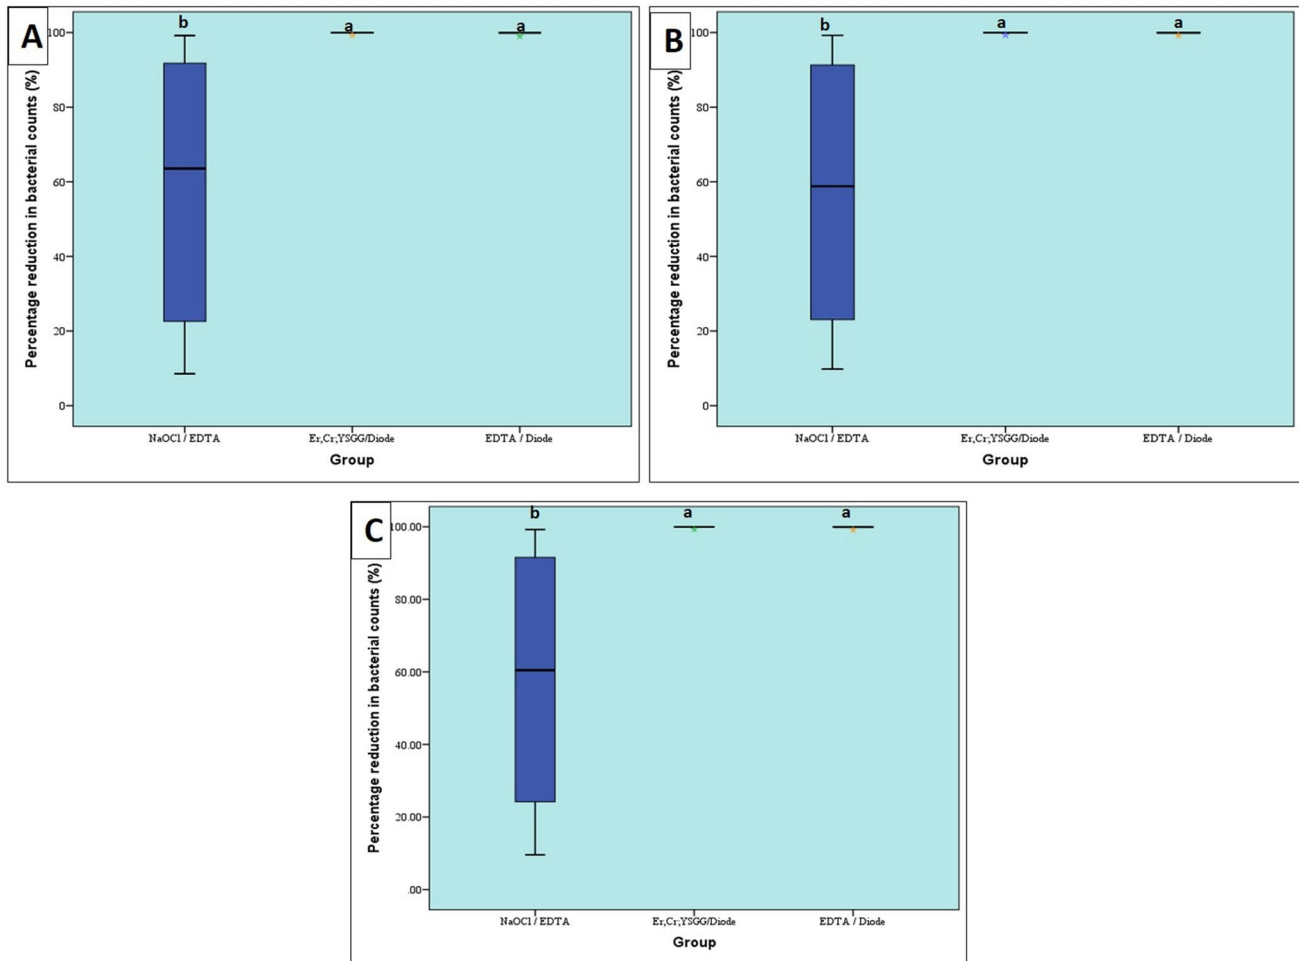 A
Percentage reduction in bacterial counts (%)
100
80
60
40
20
0
b
a
a
NaOCl / EDTA
Er,Cr;YSGG/Diode
EDTA / Diode
Group
B
Percentage reduction in bacterial counts (%)
100
80
60
40
20
0
b
a
a
NaOCl / EDTA
Er,Cr;YSGG/Diode
EDTA / Diode
Group
C
Percentage reduction in bacterial counts (%)
100.00
80.00
60.00
40.00
20.00
.00
b
a
a
NaOCl / EDTA
Er,Cr;YSGG/Diode
EDTA / Diode
Group